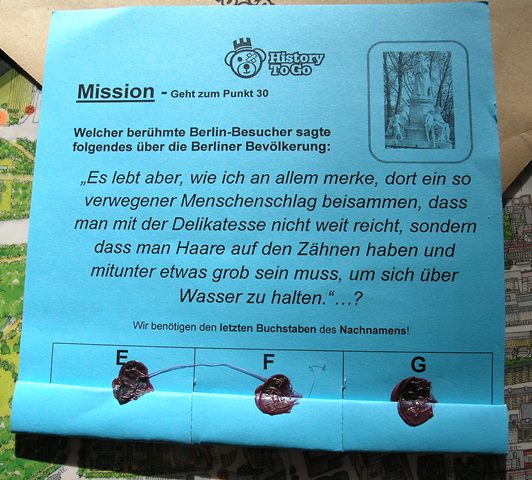 History
ToGo
Mission - Geht zum Punkt 30
Welcher berühmte Berlin-Besucher sagte
folgendes über die Berliner Bevölkerung:
„Es lebt aber, wie ich an allem merke, dort ein so
verwegener Menschenschlag beisammen, dass
man mit der Delikatesse nicht weit reicht, sondern
dass man Haare auf den Zähnen haben und
mitunter etwas grob sein muss, um sich über
Wasser zu halten.“…?
Wir benötigen den letzten Buchstaben des Nachnamens!
E F G